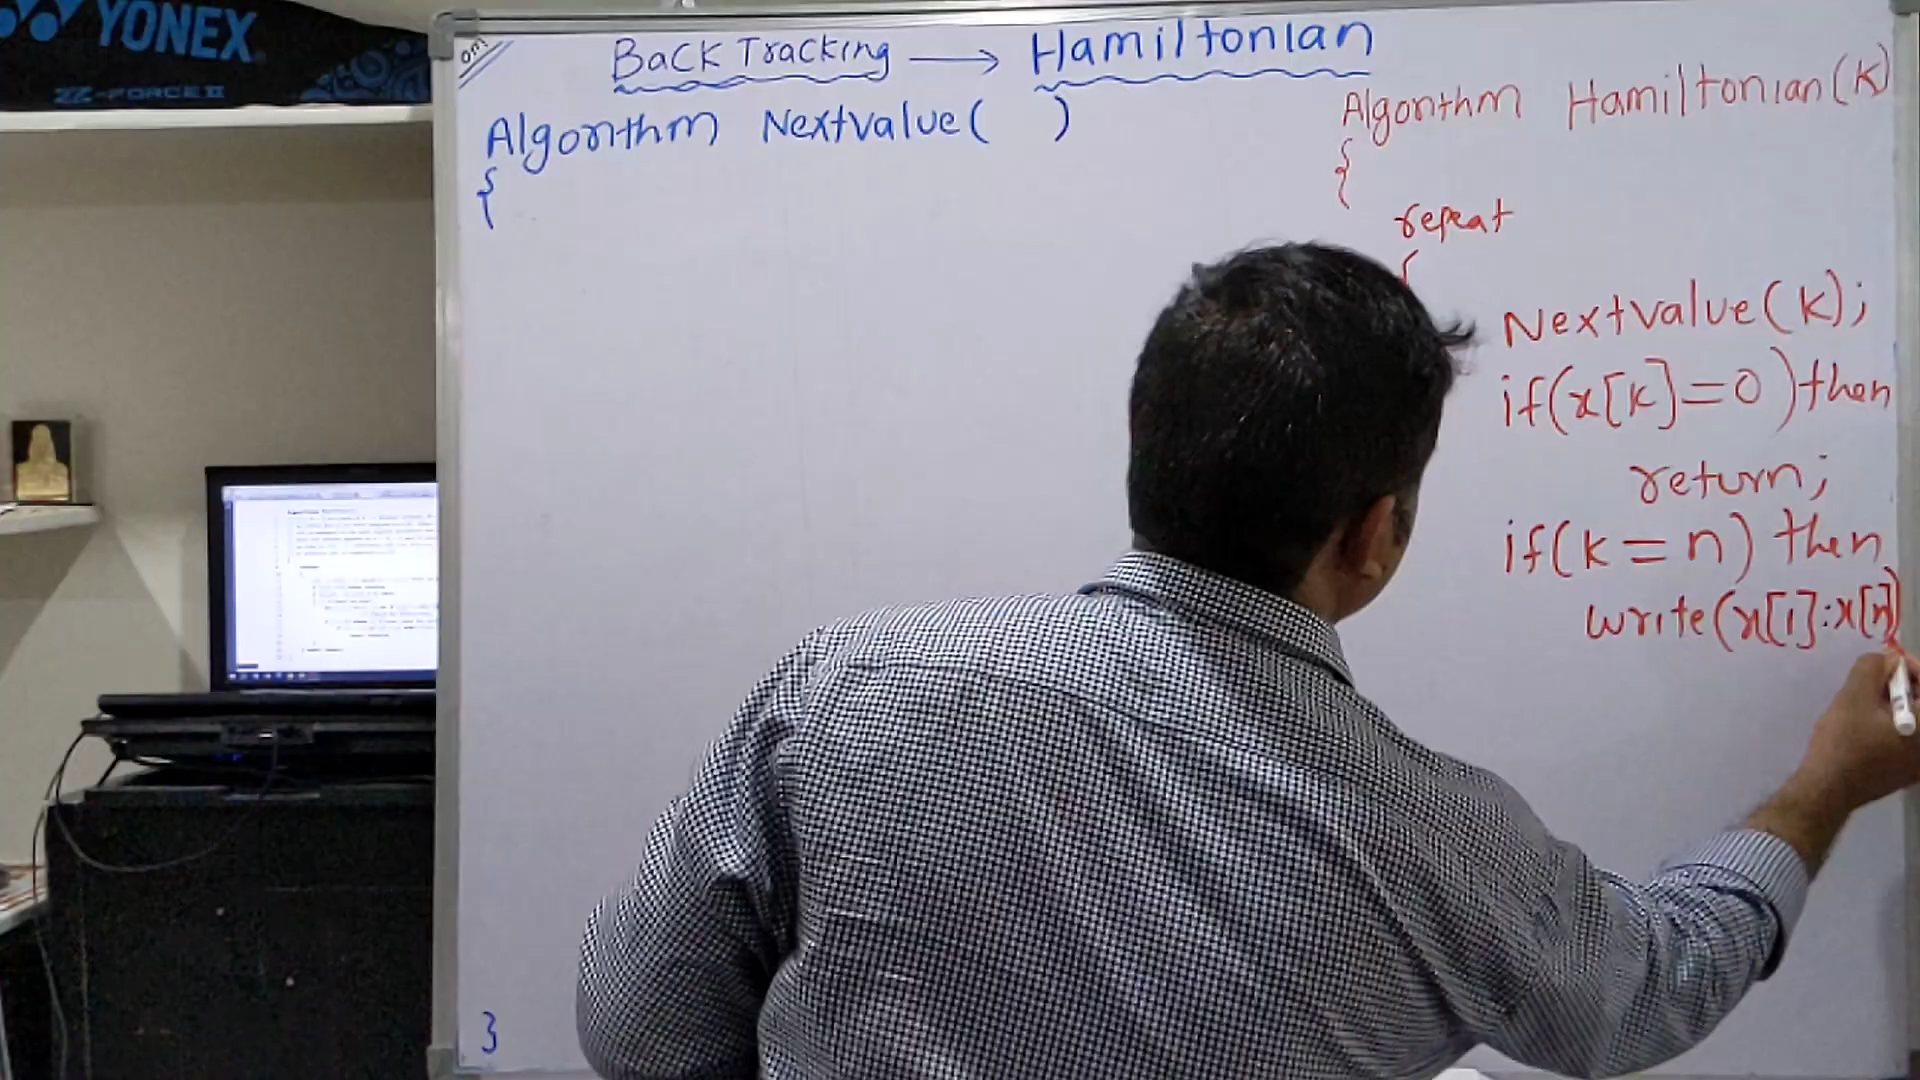 YONEX
ZZ-FORCE II
om
Back Tracking → Hamiltonian
Algorithm Nextvalue( )
{
}
Algorithm Hamiltonian(k)
{
repeat
{
Nextvalue(k);
if(x[k]=0)then
return;
if(k=n) then
write(x[1]:x[n]